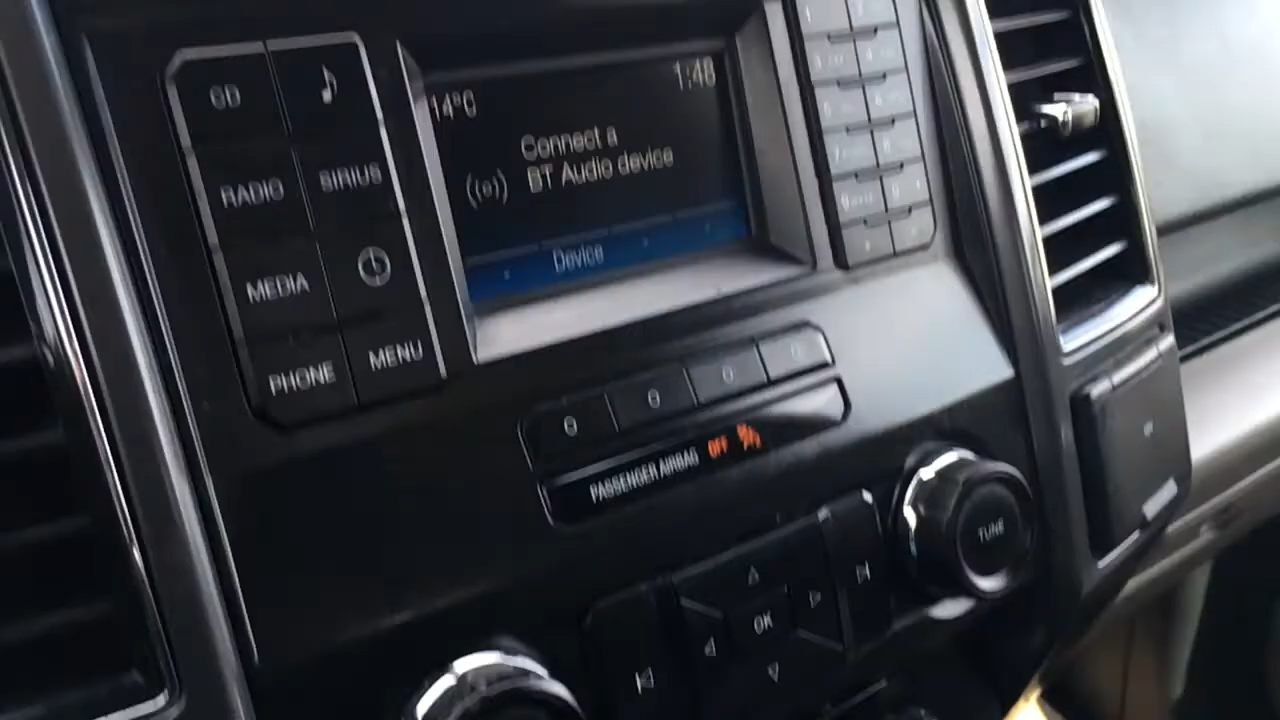 CD
RADIO
SIRIUS
MEDIA
PHONE
MENU
14°C
1:48
Connect a
BT Audio device
Device
PASSENGER AIRBAG OFF
TUNE
OK